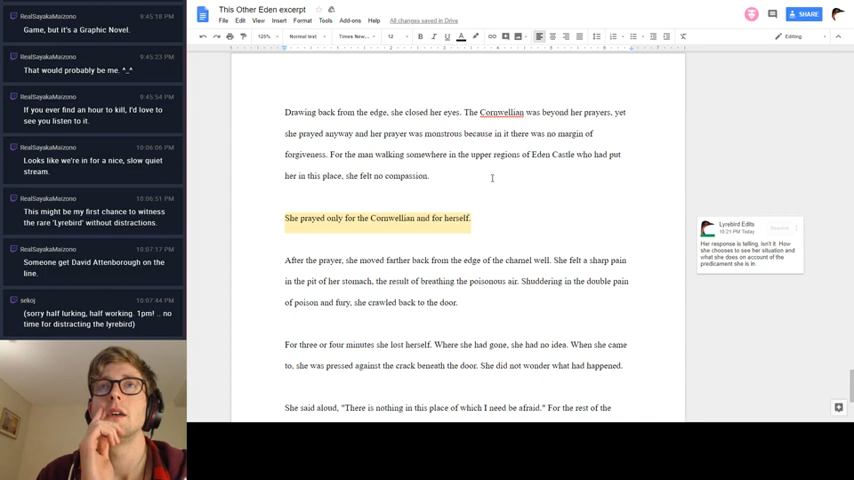 9:45:18 PM
Game, but it's a Graphic Novel.
RealSayakaMaizono
9:45:23 PM
That would probably be me. ^_^
RealSayakaMaizono
9:45:54 PM
If you ever find an hour to kill, I'd love to
see you listen to it.
RealSayakaMaizono
10:06:06 PM
Looks like we're in for a nice, slow quiet
stream.
RealSayakaMaizono
10:06:51 PM
This might be my first chance to witness
the rare 'Lyrebird' without distractions.
RealSayakaMaizono
10:07:17 PM
Someone get David Attenborough on the
line.
sekoj
10:07:44 PM
(sorry half lurking, half working. 1pm! .. no
time for distracting the lyrebird)
This Other Eden excerpt
File Edit View Insert Format Tools Add-ons Help All changes saved in Drive
SHARE
125% Normal text Times New... 12 B I U A Editing
Drawing back from the edge, she closed her eyes. The Cornwellian was beyond her prayers, yet
she prayed anyway and her prayer was monstrous because in it there was no margin of
forgiveness. For the man walking somewhere in the upper regions of Eden Castle who had put
her in this place, she felt no compassion.
She prayed only for the Cornwellian and for herself.
After the prayer, she moved farther back from the edge of the charnel well. She felt a sharp pain
in the pit of her stomach, the result of breathing the poisonous air. Shuddering in the double pain
of poison and fury, she crawled back to the door.
For three or four minutes she lost herself. Where she had gone, she had no idea. When she came
to, she was pressed against the crack beneath the door. She did not wonder what had happened.
She said aloud, "There is nothing in this place of which I need be afraid." For the rest of the
Lyrebird Edits
10:21 PM Today
Resolve
Her response is telling, isn't it. How
she chooses to see her situation and
what she does on account of the
predicament she is in.